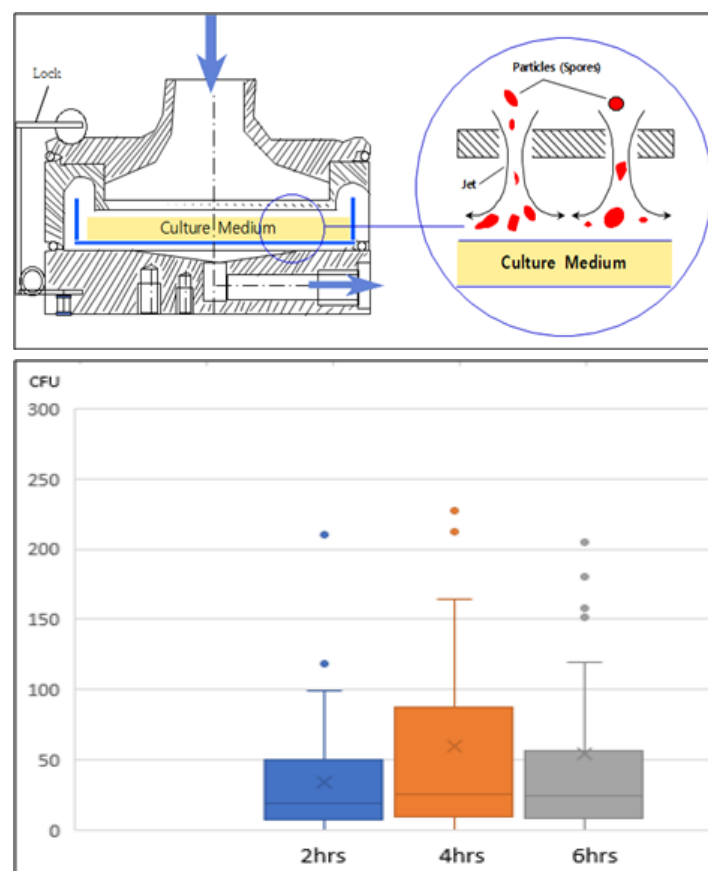 Lock
Particles (Spores)
Jet
Culture Medium
Culture Medium
CFU
300
250
200
150
100
50
0
2hrs 4hrs 6hrs